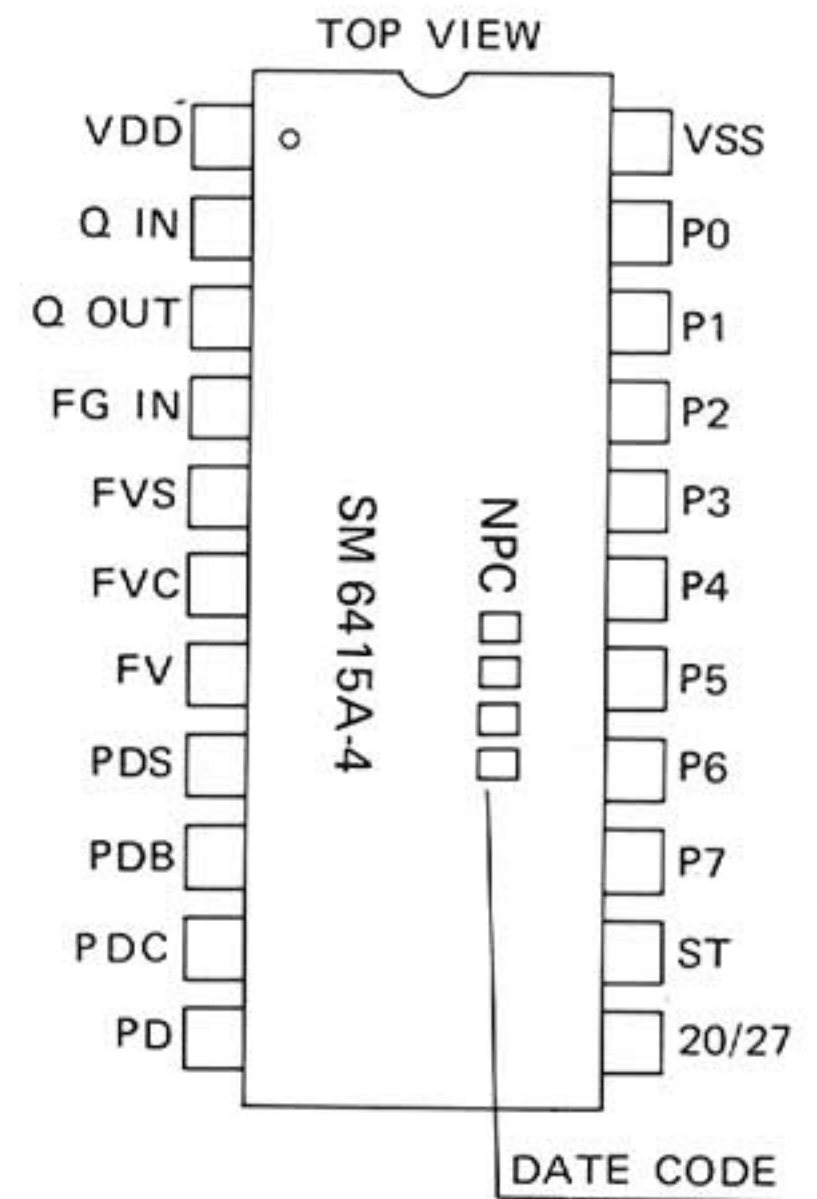 TOP VIEW
VDD
Q IN
Q OUT
FG IN
FVS
FVC
FV
PDS
PDB
PDC
PD
SM 6415A-4
NPC
VSS
P0
P1
P2
P3
P4
P5
P6
P7
ST
20/27
DATE CODE